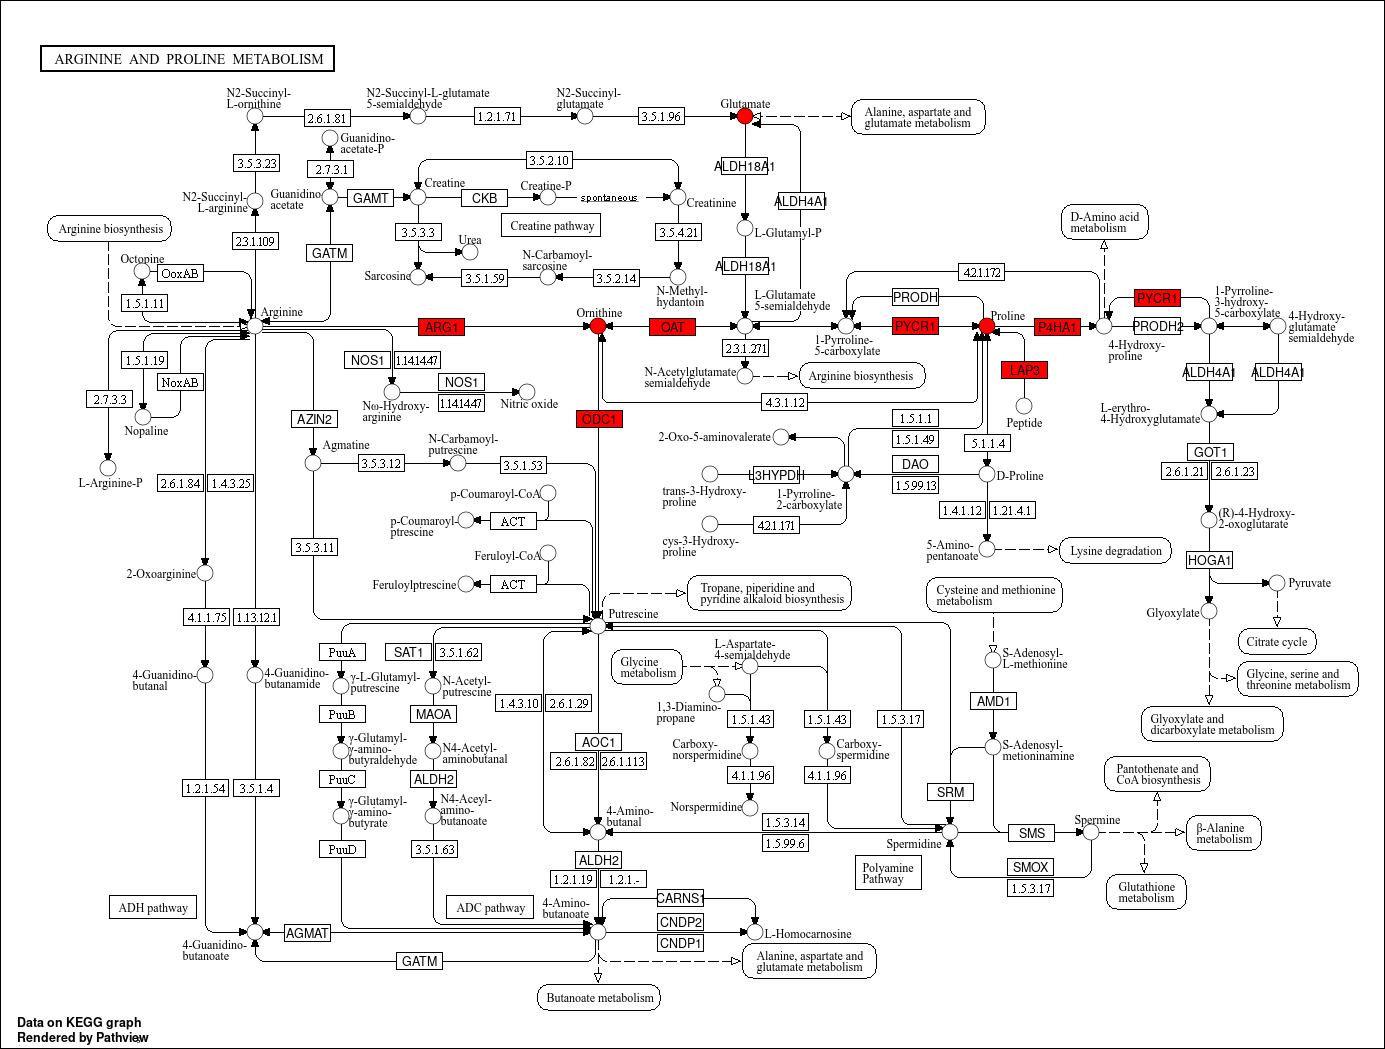 ARGININE AND PROLINE METABOLISM
N2-Succinyl-
L-ornithine
2.6.1.81
N2-Succinyl-L-glutamate
5-semialdehyde
1.2.1.71
N2-Succinyl-
glutamate
3.5.1.96
Glutamate
Alanine, aspartate and
glutamate metabolism
Guanidino-
acetate-P
3.5.3.23
2.7.3.1
3.5.2.10
ALDH18A1
N2-Succinyl-
L-arginine
Guanidino
acetate
GAMT
Creatine
CKB
Creatine-P
spontaneous
Creatinine
ALDH4A1
D-Amino acid
metabolism
Arginine biosynthesis
2.3.1.109
GATM
3.5.3.3
Urea
Creatine pathway
3.5.4.21
L-Glutamyl-P
Octopine
OoxAB
Sarcosine
3.5.1.59
N-Carbamoyl-
sarcosine
3.5.2.14
N-Methyl-
hydantoin
ALDH18A1
4.2.1.172
1.5.1.11
L-Glutamate
5-semialdehyde
PRODH
PYCR1
1-Pyrroline-
3-hydroxy-
5-carboxylate
Arginine
ARG1
Ornithine
OAT
1-Pyrroline-
5-carboxylate
PYCR1
Proline
P4HA1
4-Hydroxy-
proline
PRODH2
4-Hydroxy-
glutamate
semialdehyde
1.5.1.19
NoxAB
NOS1
1.14.14.47
2.3.1.271
N-Acetylglutamate
semialdehyde
Arginine biosynthesis
LAP3
ALDH4A1
ALDH4A1
2.7.3.3
Nopaline
NOS1
1.14.14.47
Nω-Hydroxy-
arginine
Nitric oxide
4.3.1.12
Peptide
L-erythro-
4-Hydroxyglutamate
AZIN2
ODC1
1.5.1.1
1.5.1.49
5.1.1.4
2-Oxo-5-aminovalerate
L-Arginine-P
Agmatine
3.5.3.12
N-Carbamoyl-
putrescine
3.5.1.53
GOT1
2.6.1.21
2.6.1.23
DAO
1.5.99.13
D-Proline
2.6.1.84
1.4.3.25
L3HYPDH
trans-3-Hydroxy-
proline
1-Pyrroline-
2-carboxylate
p-Coumaroyl-CoA
p-Coumaroyl-
ptrescine
ACT
4.2.1.171
cys-3-Hydroxy-
proline
1.4.1.12
1.21.4.1
(R)-4-Hydroxy-
2-oxoglutarate
3.5.3.11
Feruloyl-CoA
5-Amino-
pentanoate
Lysine degradation
HOGA1
2-Oxoarginine
Feruloylptrescine
ACT
Tropane, piperidine and
pyridine alkaloid biosynthesis
Cysteine and methionine
metabolism
Pyruvate
Glyoxylate
4.1.1.75
1.13.12.1
Putrescine
Citrate cycle
PuuA
SAT1
3.5.1.62
Glycine
metabolism
L-Aspartate-
4-semialdehyde
S-Adenosyl-
L-methionine
4-Guanidino-
butanal
4-Guanidino-
butanamide
γ-L-Glutamyl-
putrescine
N-Acetyl-
putrescine
Glycine, serine and
threonine metabolism
1.4.3.10
2.6.1.29
1,3-Diamino-
propane
AMD1
PuuB
MAOA
1.5.1.43
1.5.1.43
1.5.3.17
Glyoxylate and
dicarboxylate metabolism
AOC1
2.6.1.82
2.6.1.113
γ-Glutamyl-
γ-amino-
butyraldehyde
N4-Acetyl-
aminobutanal
Carboxy-
norspermidine
Carboxy-
spermidine
S-Adenosyl-
metioninamine
Pantothenate and
CoA biosynthesis
1.2.1.54
3.5.1.4
PuuC
ALDH2
4.1.1.96
4.1.1.96
SRM
γ-Glutamyl-
γ-amino-
butyrate
N4-Aceyl-
amino-
butanoate
4-Amino-
butanal
Norspermidine
1.5.3.14
1.5.99.6
Spermidine
SMS
Spermine
β-Alanine
metabolism
PuuD
3.5.1.63
ALDH2
1.2.1.19
1.2.1.-
Polyamine
Pathway
SMOX
1.5.3.17
Glutathione
metabolism
ADH pathway
ADC pathway
4-Amino-
butanoate
CARNS1
CNDP2
CNDP1
L-Homocarnosine
4-Guanidino-
butanoate
AGMAT
GATM
Alanine, aspartate and
glutamate metabolism
Butanoate metabolism
Data on KEGG graph
Rendered by Pathview